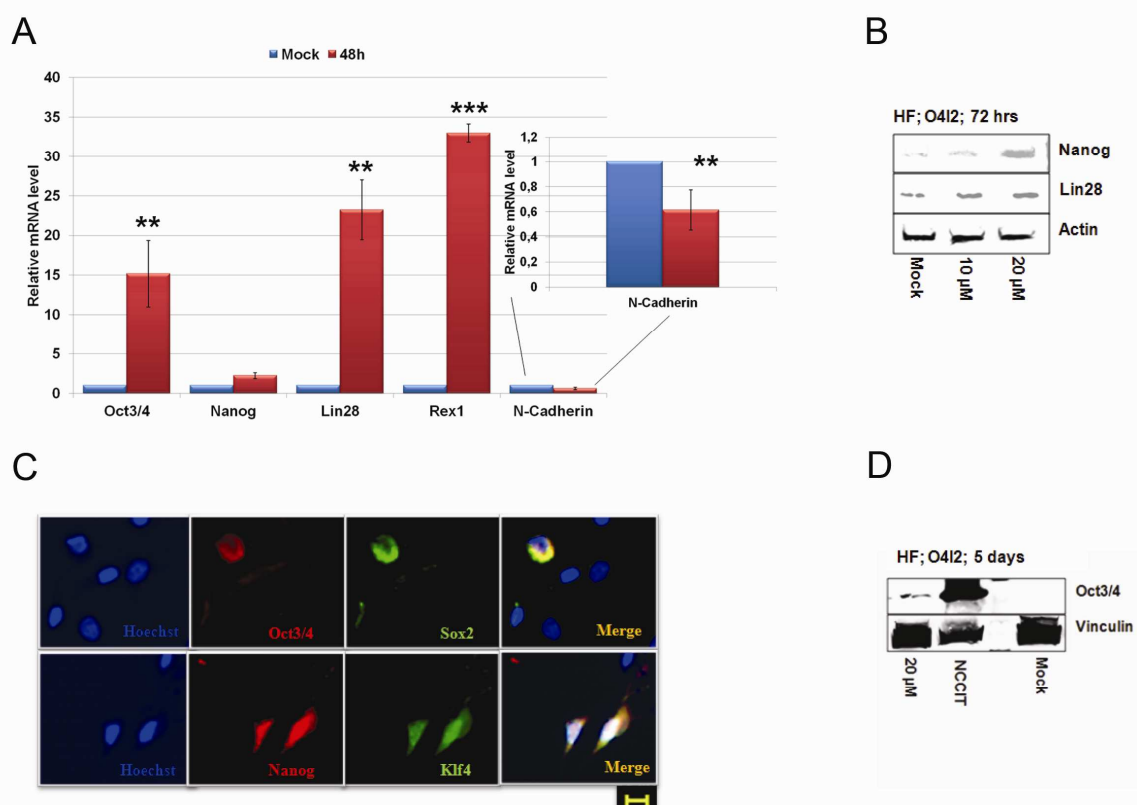 A
Mock 48h
Relative mRNA level
40
35
30
25
20
15
10
5
0
**
**
***
Oct3/4 Nanog Lin28 Rex1 N-Cadherin
Relative mRNA level
1,2
1
0,8
0,6
0,4
0,2
0
**
N-Cadherin
B
HF; O4I2; 72 hrs
Nanog
Lin28
Actin
Mock 10 µM 20 µM
C
Hoechst Oct3/4 Sox2 Merge
Hoechst Nanog Klf4 Merge
D
HF; O4I2; 5 days
Oct3/4
Vinculin
20 µM NCCIT Mock